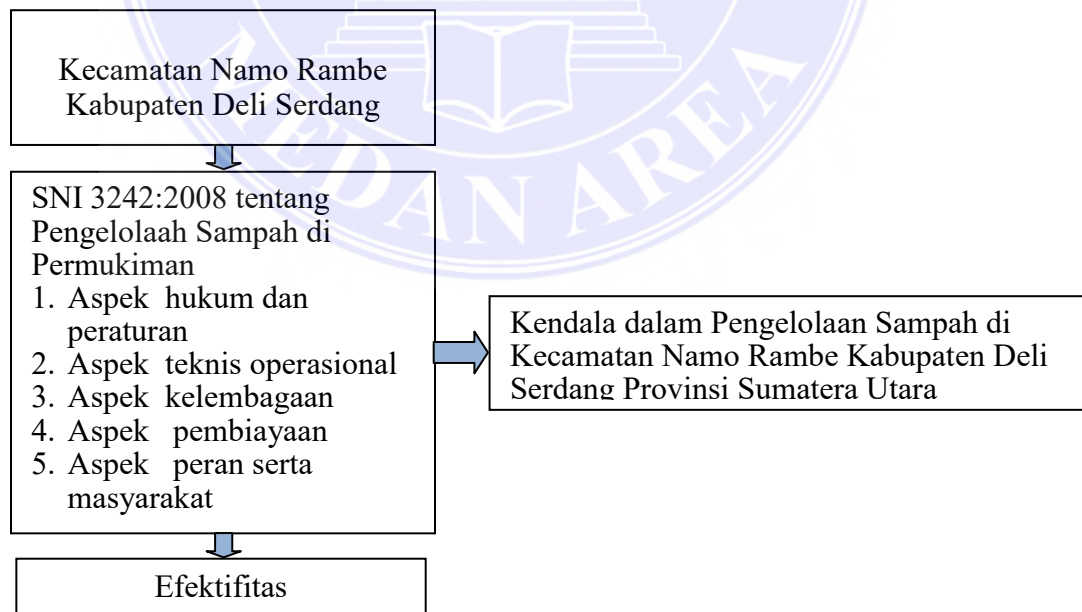 MEDAN AREA
Kecamatan Namo Rambe
Kabupaten Deli Serdang
SNI 3242:2008 tentang
Pengelolaah Sampah di
Permukiman
1. Aspek hukum dan
peraturan
2. Aspek teknis operasional
3. Aspek kelembagaan
4. Aspek pembiayaan
5. Aspek peran serta
masyarakat
Kendala dalam Pengelolaan Sampah di
Kecamatan Namo Rambe Kabupaten Deli
Serdang Provinsi Sumatera Utara
Efektifitas